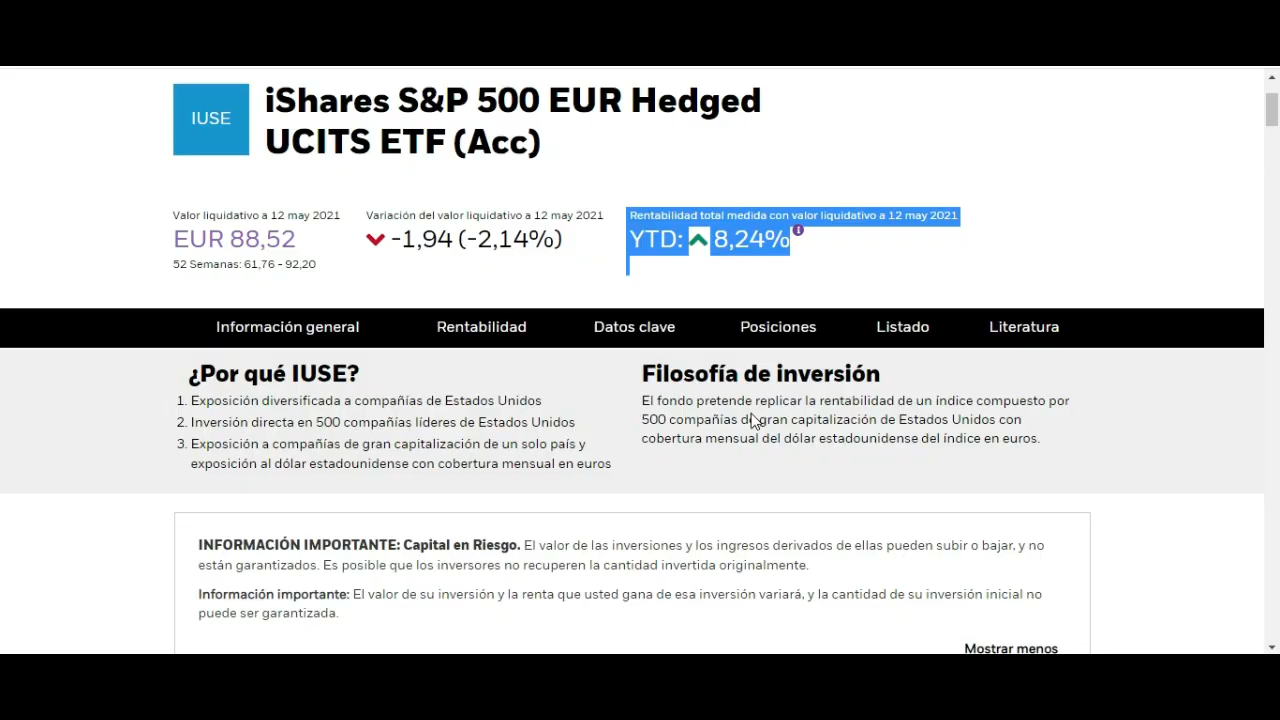 IUSE
iShares S&P 500 EUR Hedged
UCITS ETF (Acc)
Valor liquidativo a 12 may 2021
EUR 88,52
52 Semanas: 61,76 - 92,20
Variación del valor liquidativo a 12 may 2021
-1,94 (-2,14%)
Rentabilidad total medida con valor liquidativo a 12 may 2021
YTD: 8,24%
i
Información general Rentabilidad Datos clave Posiciones Listado Literatura
¿Por qué IUSE?
1. Exposición diversificada a compañías de Estados Unidos
2. Inversión directa en 500 compañías líderes de Estados Unidos
3. Exposición a compañías de gran capitalización de un solo país y
exposición al dólar estadounidense con cobertura mensual en euros
Filosofía de inversión
El fondo pretende replicar la rentabilidad de un índice compuesto por
500 compañías de gran capitalización de Estados Unidos con
cobertura mensual del dólar estadounidense del índice en euros.
INFORMACIÓN IMPORTANTE: Capital en Riesgo. El valor de las inversiones y los ingresos derivados de ellas pueden subir o bajar, y no
están garantizados. Es posible que los inversores no recuperen la cantidad invertida originalmente.
Información importante: El valor de su inversión y la renta que usted gana de esa inversión variará, y la cantidad de su inversión inicial no
puede ser garantizada.
Mostrar menos